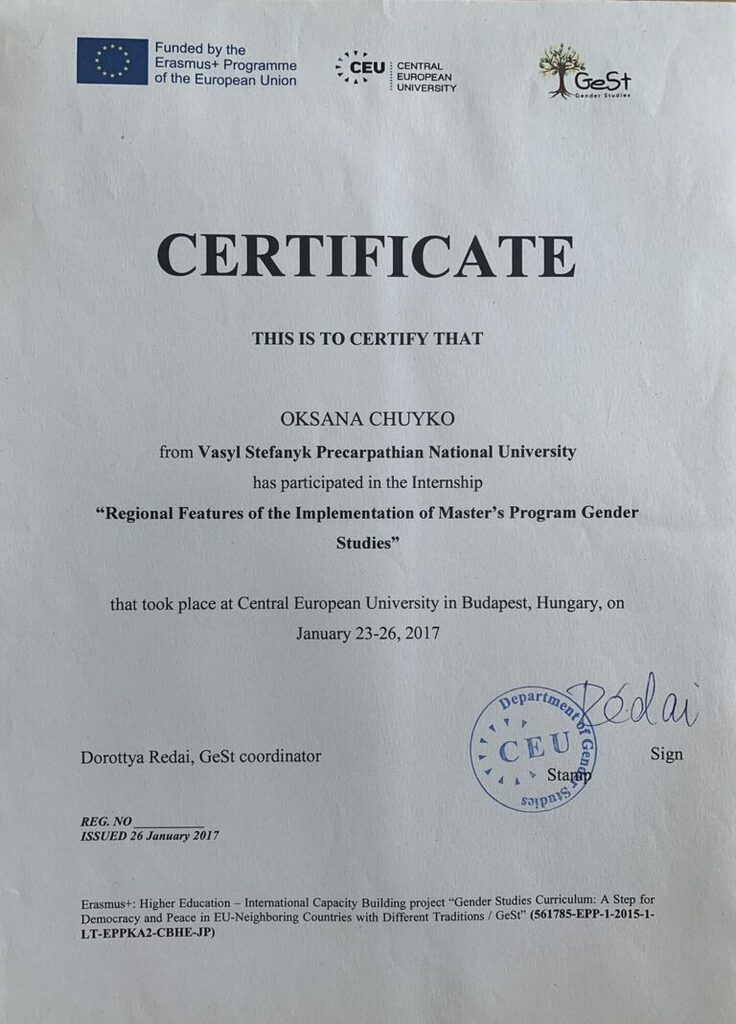 Funded by the
Erasmus+ Programme
of the European Union
CEU
CENTRAL
EUROPEAN
UNIVERSITY
GeSt
Gender Studies
CERTIFICATE
THIS IS TO CERTIFY THAT
OKSANA CHUYKO
from Vasyl Stefanyk Precarpathian National University
has participated in the Internship
“Regional Features of the Implementation of Master’s Program Gender
Studies”
that took place at Central European University in Budapest, Hungary, on
January 23-26, 2017
Rédai
Department of Gender Studies
CEU
Dorottya Redai, GeSt coordinator
Sign
Stamp
REG. NO __________
ISSUED 26 January 2017
Erasmus+: Higher Education – International Capacity Building project “Gender Studies Curriculum: A Step for
Democracy and Peace in EU-Neighboring Countries with Different Traditions / GeSt” (561785-EPP-1-2015-1-
LT-EPPKA2-CBHE-JP)